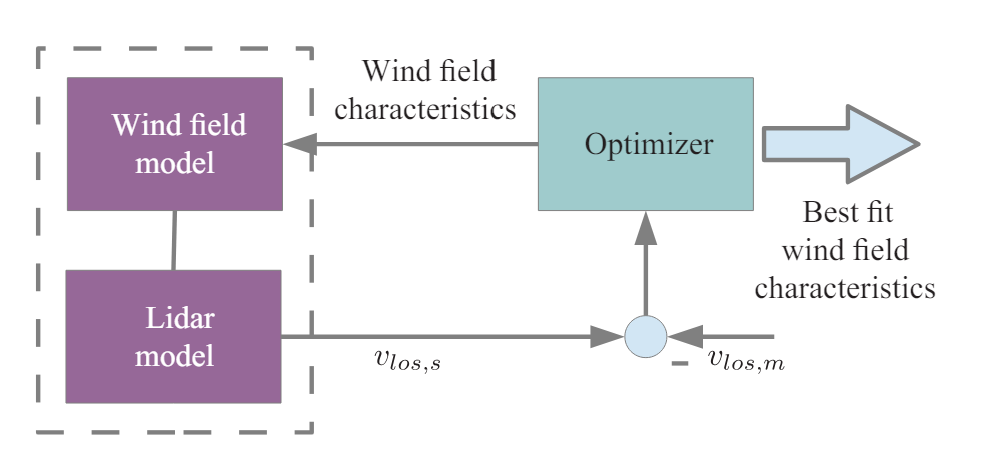 Wind field
characteristics
Wind field
model
Optimizer
Best fit
wind field
characteristics
Lidar
model
v_{los,s}
− v_{los,m}